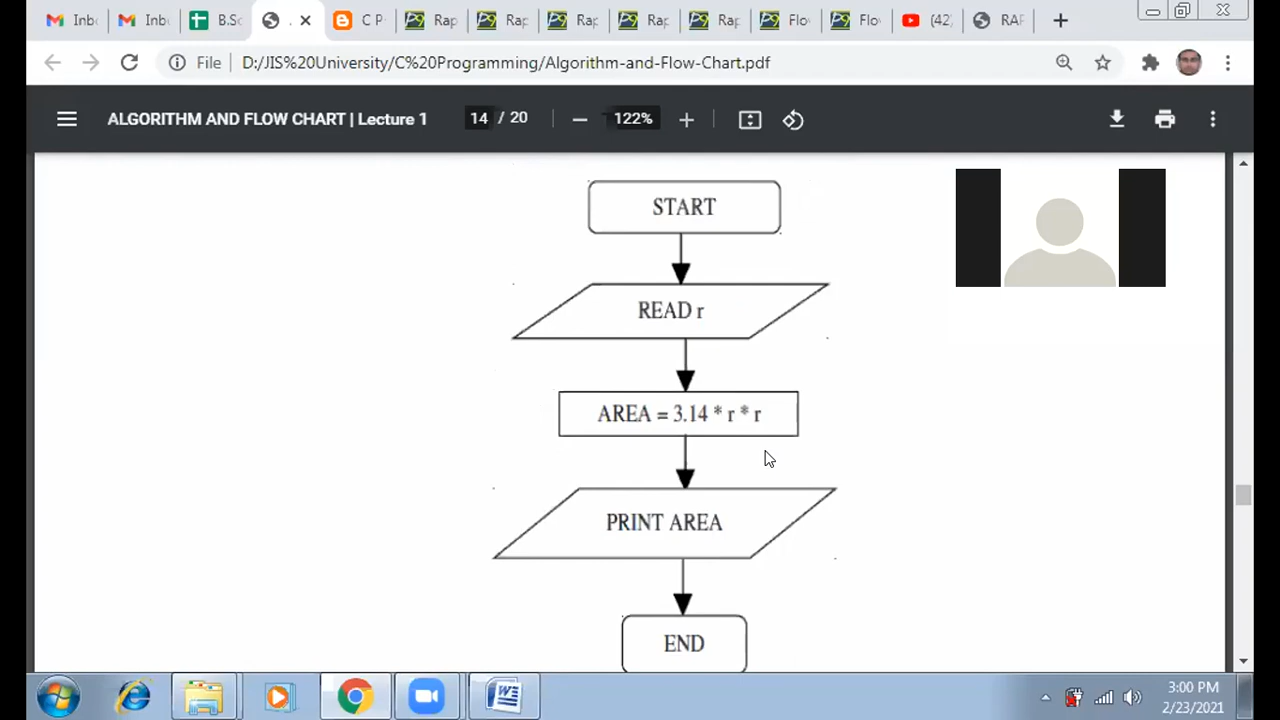 Inb
Inb
B.Sc
C P
Rap
Rap
Rap
Rap
Rap
Flo
Flo
(42
RAP
File
D:/JIS%20University/C%20Programming/Algorithm-and-Flow-Chart.pdf
ALGORITHM AND FLOW CHART | Lecture 1
14 / 20
122%
START
READ r
AREA = 3.14 * r * r
PRINT AREA
END
3:00 PM
2/23/2021